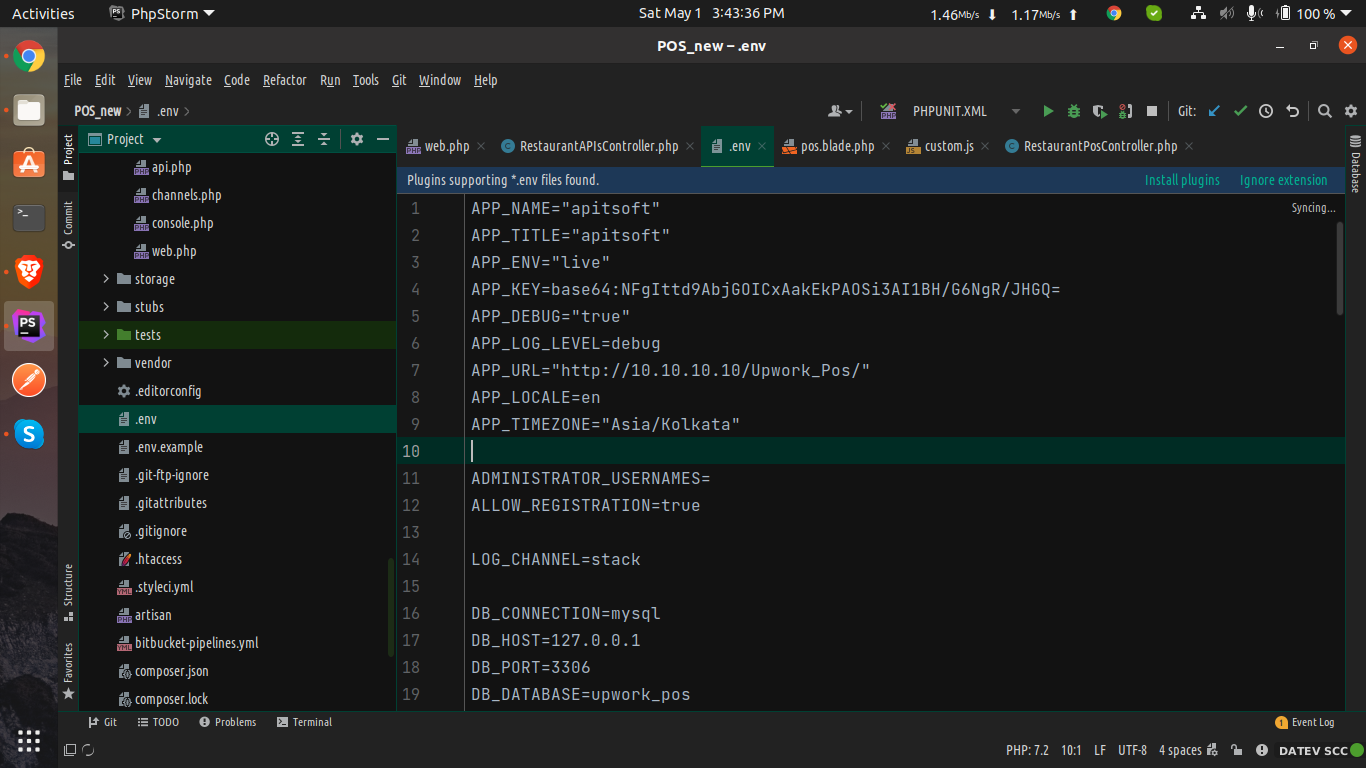 Activities
PhpStorm
Sat May 1 3:43:36 PM
1.46Mb/s
1.17Mb/s
100 %
POS_new – .env
File Edit View Navigate Code Refactor Run Tools Git Window Help
POS_new
.env
PHPUNIT.XML
Git:
Project
Commit
Structure
Favorites
Database
Project
api.php
channels.php
console.php
web.php
storage
stubs
tests
vendor
.editorconfig
.env
.env.example
.git-ftp-ignore
.gitattributes
.gitignore
.htaccess
.styleci.yml
artisan
bitbucket-pipelines.yml
composer.json
composer.lock
web.php
RestaurantAPIsController.php
.env
pos.blade.php
custom.js
RestaurantPosController.php
Plugins supporting *.env files found.
Install plugins
Ignore extension
Syncing...
1 APP_NAME="apitsoft"
2 APP_TITLE="apitsoft"
3 APP_ENV="live"
4 APP_KEY=base64:NFgIttd9AbjGOICxAakEkPAOSi3AI1BH/G6NgR/JHGQ=
5 APP_DEBUG="true"
6 APP_LOG_LEVEL=debug
7 APP_URL="http://10.10.10.10/Upwork_Pos/"
8 APP_LOCALE=en
9 APP_TIMEZONE="Asia/Kolkata"
10
11 ADMINISTRATOR_USERNAMES=
12 ALLOW_REGISTRATION=true
13
14 LOG_CHANNEL=stack
15
16 DB_CONNECTION=mysql
17 DB_HOST=127.0.0.1
18 DB_PORT=3306
19 DB_DATABASE=upwork_pos
Git
TODO
Problems
Terminal
1 Event Log
PHP: 7.2
10:1
LF
UTF-8
4 spaces
DATEV SCC